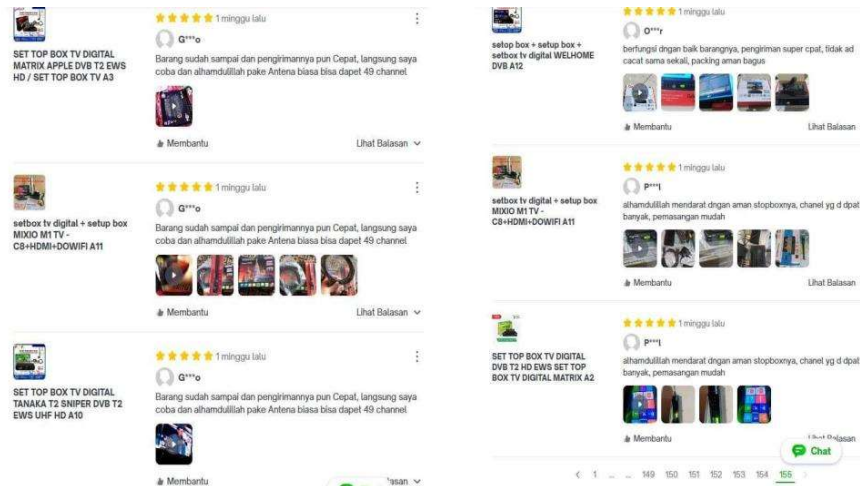 1 minggu lalu
G***o
SET TOP BOX TV DIGITAL
MATRIX APPLE DVB T2 EWS
HD / SET TOP BOX TV A3
Barang sudah sampai dan pengirimannya pun Cepat, langsung saya
coba dan alhamdulillah pake Antena biasa bisa dapet 49 channel
Membantu
Lihat Balasan
1 minggu lalu
G***o
setbox tv digital + setup box
MIXIO M1 TV -
C8+HDMI+DOWIFI A11
Barang sudah sampai dan pengirimannya pun Cepat, langsung saya
coba dan alhamdulillah pake Antena biasa bisa dapet 49 channel
Membantu
Lihat Balasan
1 minggu lalu
G***o
SET TOP BOX TV DIGITAL
TANAKA T2 SNIPER DVB T2
EWS UHF HD A10
Barang sudah sampai dan pengirimannya pun Cepat, langsung saya
coba dan alhamdulillah pake Antena biasa bisa dapet 49 channel
Membantu
1 minggu lalu
O***r
setop box + setup box +
setbox tv digital WELHOME
DVB A12
berfungsi dngan baik barangnya, pengiriman super cpat, tidak ad
cacat sama sekali, packing aman bagus
Membantu
Lihat Balasan
1 minggu lalu
P***l
setbox tv digital + setup box
MIXIO M1 TV -
C8+HDMI+DOWIFI A11
alhamdulillah mendarat dngan aman stopboxnya, chanel yg d dpat
banyak, pemasangan mudah
Membantu
Lihat Balasan
1 minggu lalu
P***l
SET TOP BOX TV DIGITAL
DVB T2 HD EWS SET TOP
BOX TV DIGITAL MATRIX A2
alhamdulillah mendarat dngan aman stopboxnya, chanel yg d dpat
banyak, pemasangan mudah
Membantu
Chat
1 ... ... 149 150 151 152 153 154 155